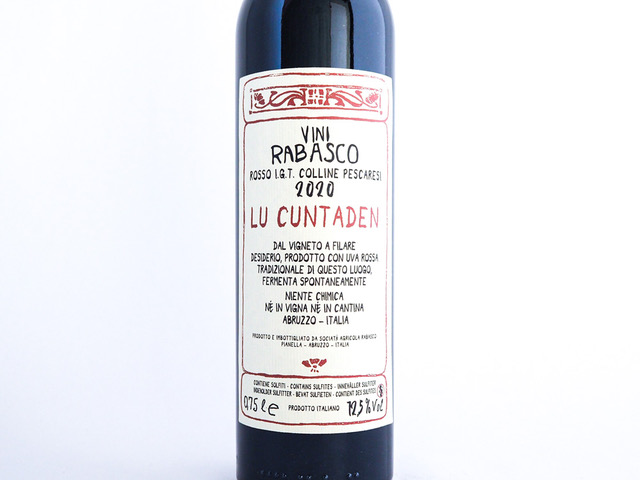 VINI
RABASCO
ROSSO I.G.T. COLLINE PESCARESI
2020
LU CUNTADEN
DAL VIGNETO A FILARE
DESIDERIO, PRODOTTO CON UVA ROSSA
TRADIZIONALE DI QUESTO LUOGO,
FERMENTA SPONTANEAMENTE
NIENTE CHIMICA
NÈ IN VIGNA NÈ IN CANTINA
ABRUZZO - ITALIA
PRODOTTO E IMBOTTIGLIATO DA SOCIETÀ AGRICOLA RABASCO
PIANELLA - ABRUZZO - ITALIA
CONTIENE SOLFITI - CONTAINS SULFITES - INNEHÅLLER SULFITER
INDEHOLDER SULFITTER - BEVAT SULFIETEN - CONTIENT DES SULFITES
0,75 l e PRODOTTO ITALIANO 12,5% Vol